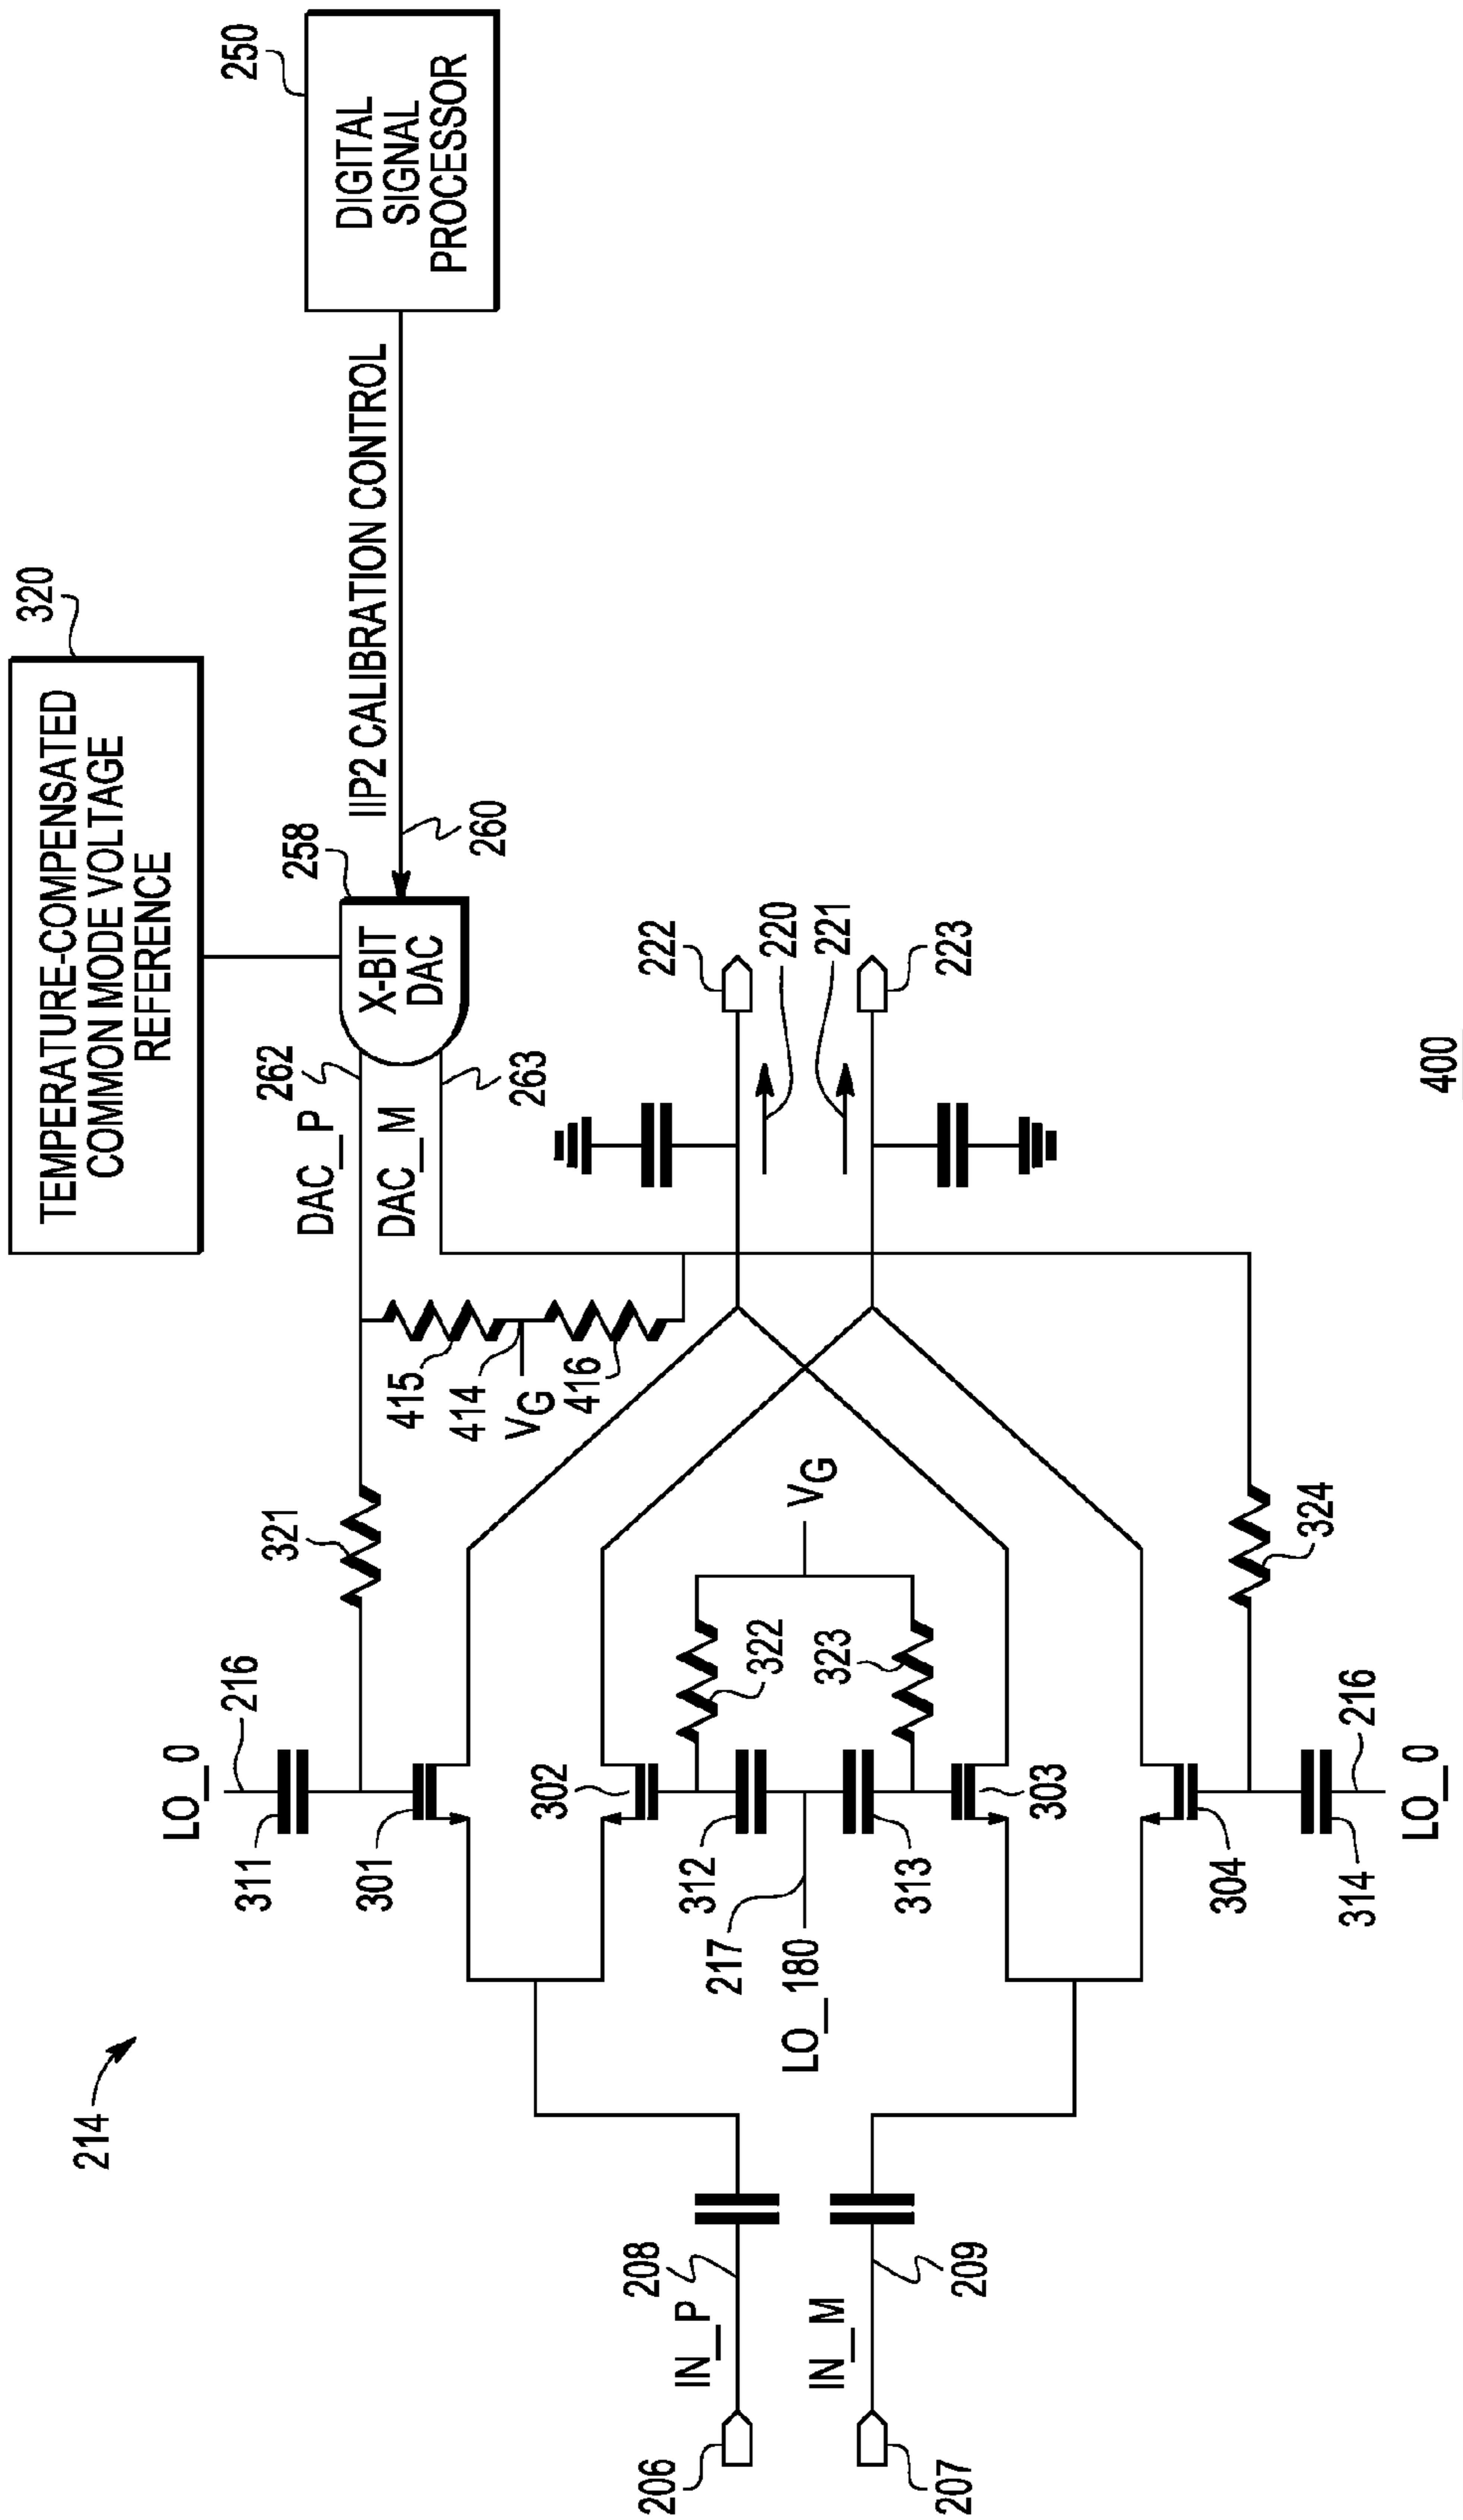 320
TEMPERATURE-COMPENSATED
COMMON MODE VOLTAGE
REFERENCE
214
LO_0
216
311
301
321
262
DAC_P
DAC_M
263
258
X-BIT
DAC
IIP2 CALIBRATION CONTROL
260
250
DIGITAL
SIGNAL
PROCESSOR
415
414
VG
416
302
312
322
217
LO_180
VG
313
323
303
206
IN_P
208
IN_M
207
209
222
220
221
223
304
324
314
216
LO_0
400